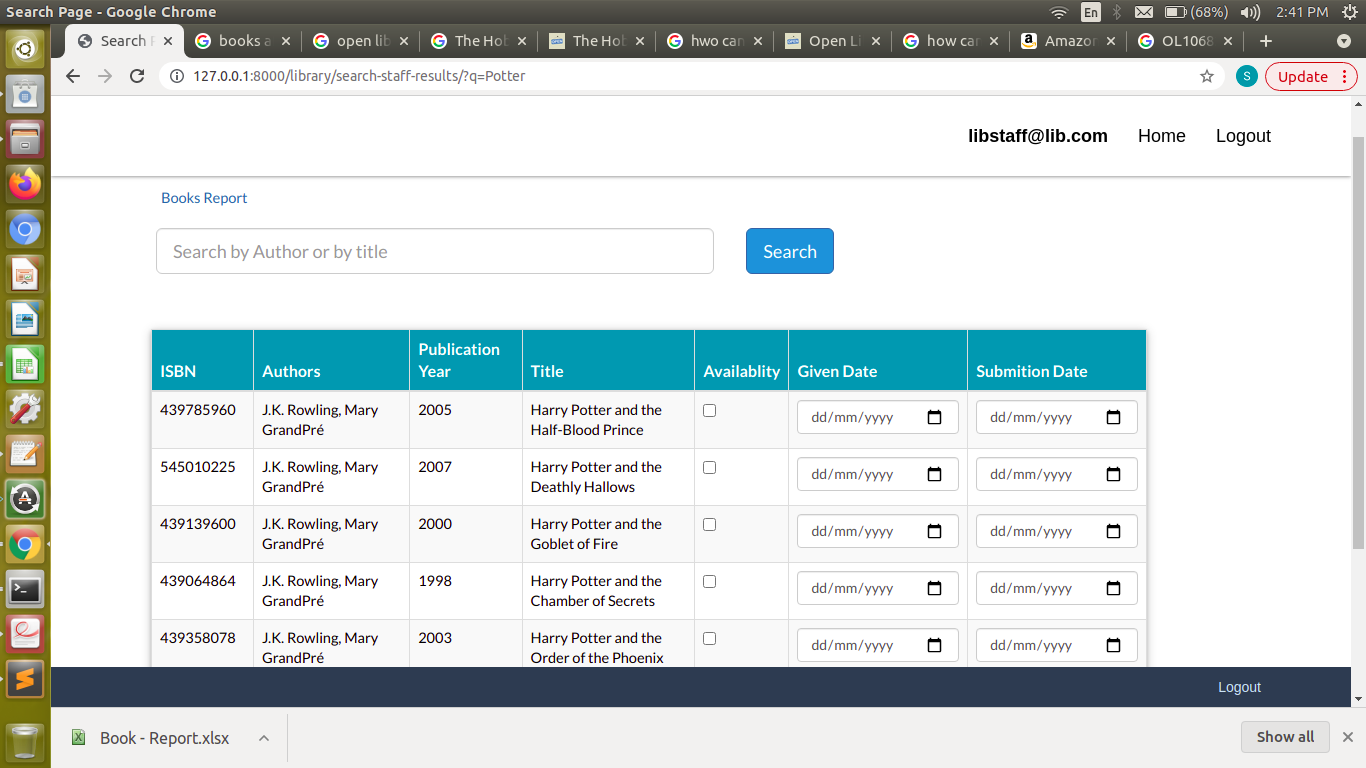 Search Page - Google Chrome
En
(68%)
2:41 PM
Search P
books a
open lib
The Hob
The Hob
hwo can
Open Li
how can
Amazon
OL1068
127.0.0.1:8000/library/search-staff-results/?q=Potter
S
Update
libstaff@lib.com
Home
Logout
Books Report
Search by Author or by title
Search
ISBN
Authors
Publication
Year
Title
Availablity
Given Date
Submition Date
439785960
J.K. Rowling, Mary
GrandPré
2005
Harry Potter and the
Half-Blood Prince
dd/mm/yyyy
dd/mm/yyyy
545010225
J.K. Rowling, Mary
GrandPré
2007
Harry Potter and the
Deathly Hallows
dd/mm/yyyy
dd/mm/yyyy
439139600
J.K. Rowling, Mary
GrandPré
2000
Harry Potter and the
Goblet of Fire
dd/mm/yyyy
dd/mm/yyyy
439064864
J.K. Rowling, Mary
GrandPré
1998
Harry Potter and the
Chamber of Secrets
dd/mm/yyyy
dd/mm/yyyy
439358078
J.K. Rowling, Mary
GrandPré
2003
Harry Potter and the
Order of the Phoenix
dd/mm/yyyy
dd/mm/yyyy
Logout
Book - Report.xlsx
Show all